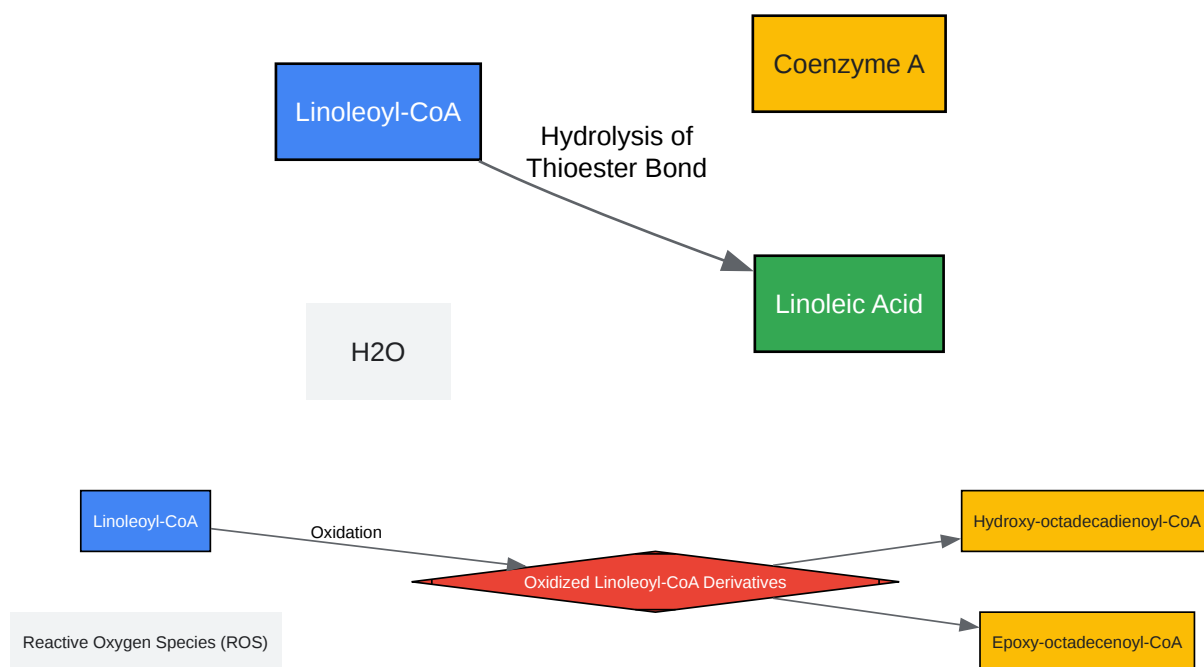 Coenzyme A
Linoleoyl-CoA
Hydrolysis of
Thioester Bond
Linoleic Acid
H2O
Linoleoyl-CoA
Oxidation
Hydroxy-octadecadienoyl-CoA
Oxidized Linoleoyl-CoA Derivatives
Reactive Oxygen Species (ROS)
Epoxy-octadecenoyl-CoA